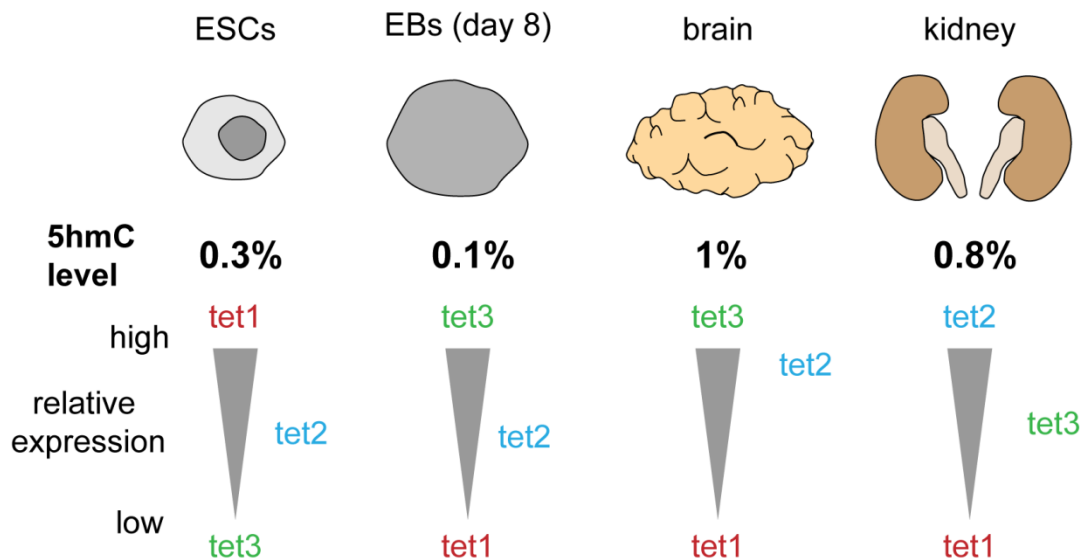 ESCs EBs (day 8) brain kidney
5hmC
level
0.3% 0.1% 1% 0.8%
tet1 tet3 tet3 tet2
high
tet2
relative
expression
tet2 tet2 tet3
low
tet3 tet1 tet1 tet1